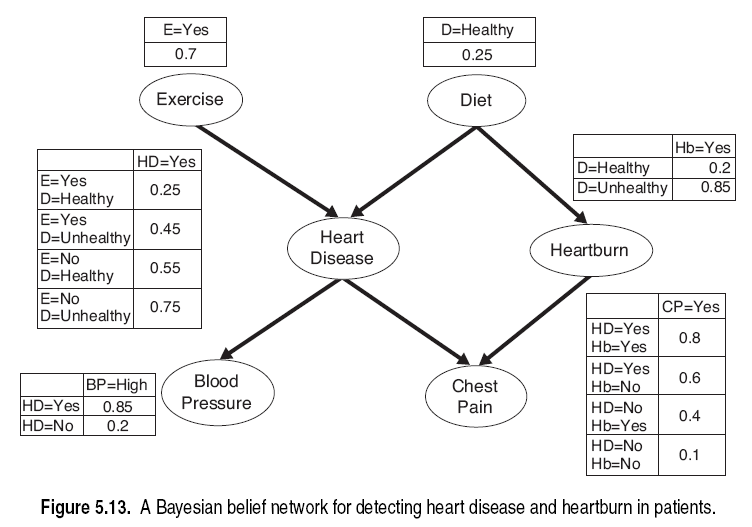 E=Yes
0.7
D=Healthy
0.25
Exercise
Diet
Hb=Yes
D=Healthy 0.2
D=Unhealthy 0.85
HD=Yes
E=Yes
D=Healthy 0.25
E=Yes
D=Unhealthy 0.45
E=No
D=Healthy 0.55
E=No
D=Unhealthy 0.75
Heart
Disease
Heartburn
CP=Yes
HD=Yes
Hb=Yes 0.8
HD=Yes
Hb=No 0.6
HD=No
Hb=Yes 0.4
HD=No
Hb=No 0.1
BP=High
HD=Yes 0.85
HD=No 0.2
Blood
Pressure
Chest
Pain
Figure 5.13. A Bayesian belief network for detecting heart disease and heartburn in patients.